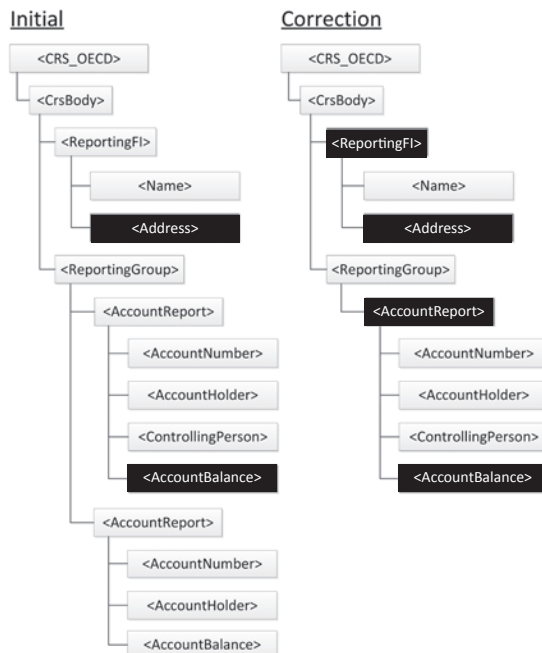 Initial
<CRS_OECD>
<CrsBody>
<ReportingFI>
<Name>
<Address>
<ReportingGroup>
<AccountReport>
<AccountNumber>
<AccountHolder>
<ControllingPerson>
<AccountBalance>
<AccountReport>
<AccountNumber>
<AccountHolder>
<AccountBalance>
Correction
<CRS_OECD>
<CrsBody>
<ReportingFI>
<Name>
<Address>
<ReportingGroup>
<AccountReport>
<AccountNumber>
<AccountHolder>
<ControllingPerson>
<AccountBalance>